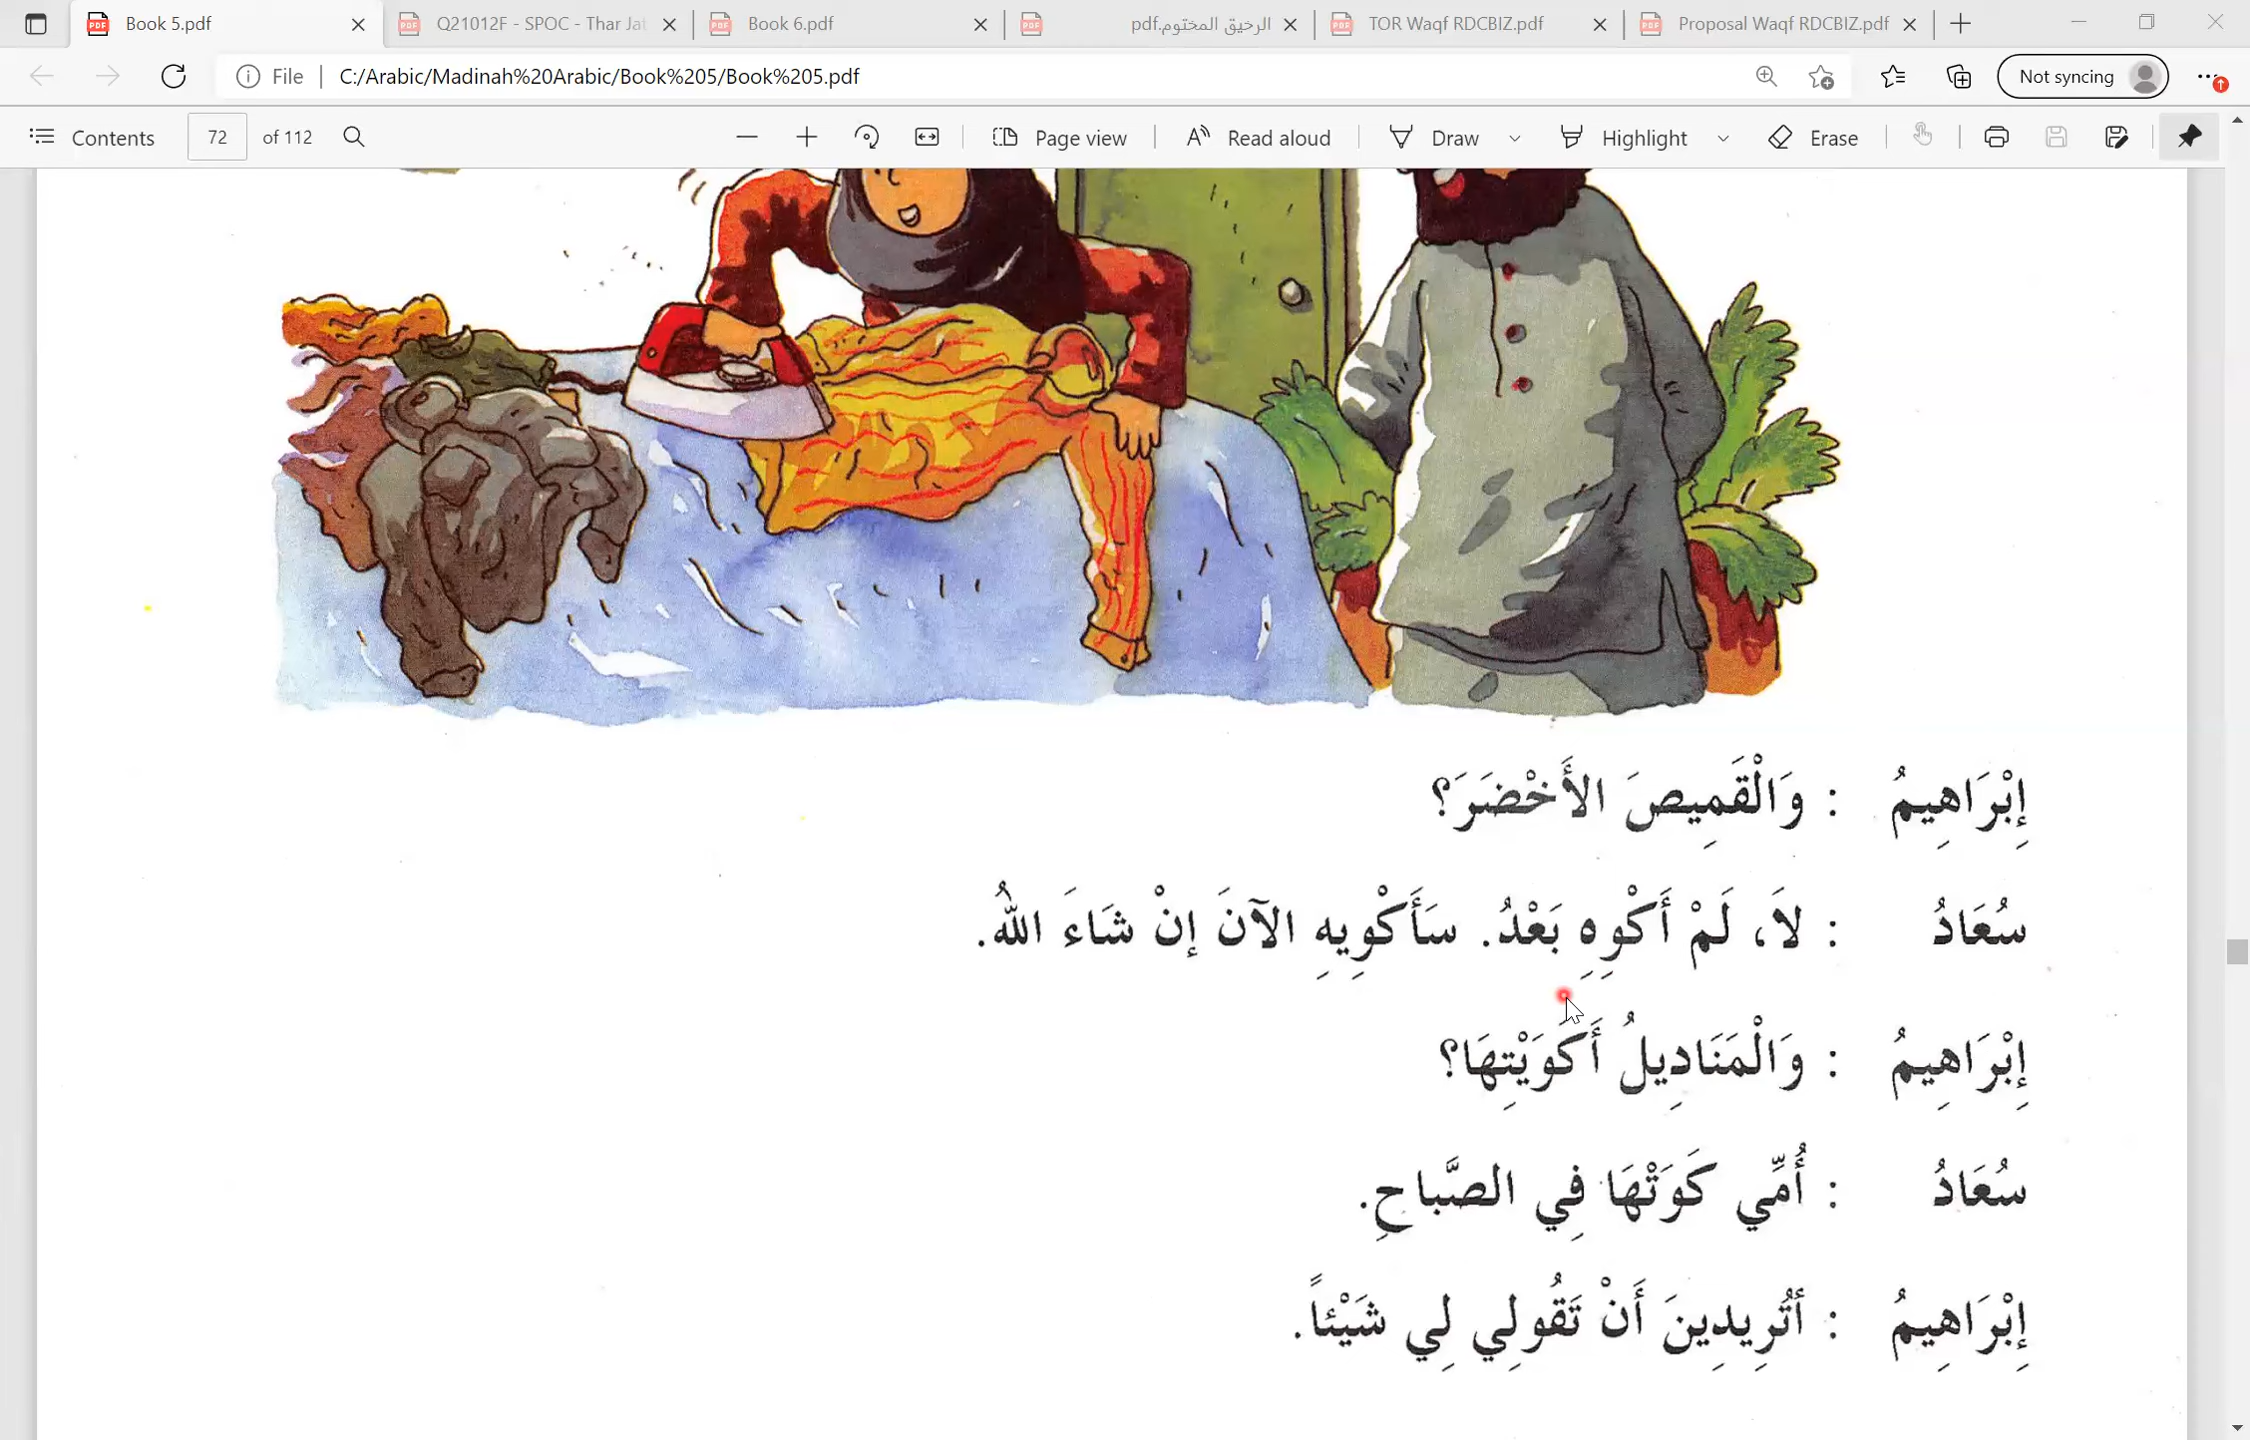 Book 5.pdf
Q21012F - SPOC - Thar Jat
Book 6.pdf
الرحيق المختوم.pdf
TOR Waqf RDCBIZ.pdf
Proposal Waqf RDCBIZ.pdf
File
C:/Arabic/Madinah%20Arabic/Book%205/Book%205.pdf
Not syncing
Contents 72 of 112
Page view
Read aloud
Draw
Highlight
Erase
إِبْرَاهِيمُ : وَالْقَمِيصَ الأَخْضَرَ؟
سُعَادُ : لاَ، لَمْ أَكْوِهِ بَعْدُ. سَأَكْوِيهِ الآنَ إنْ شَاءَ اللهُ.
إِبْرَاهِيمُ : وَالْمَنَادِيلُ أَكَوَيْتِهَا؟
سُعَادُ : أُمِّي كَوَتْهَا فِي الصَّبَاحِ.
إِبْرَاهِيمُ : أتُرِيدِينَ أَنْ تَقُولِي لِي شَيْئاً.